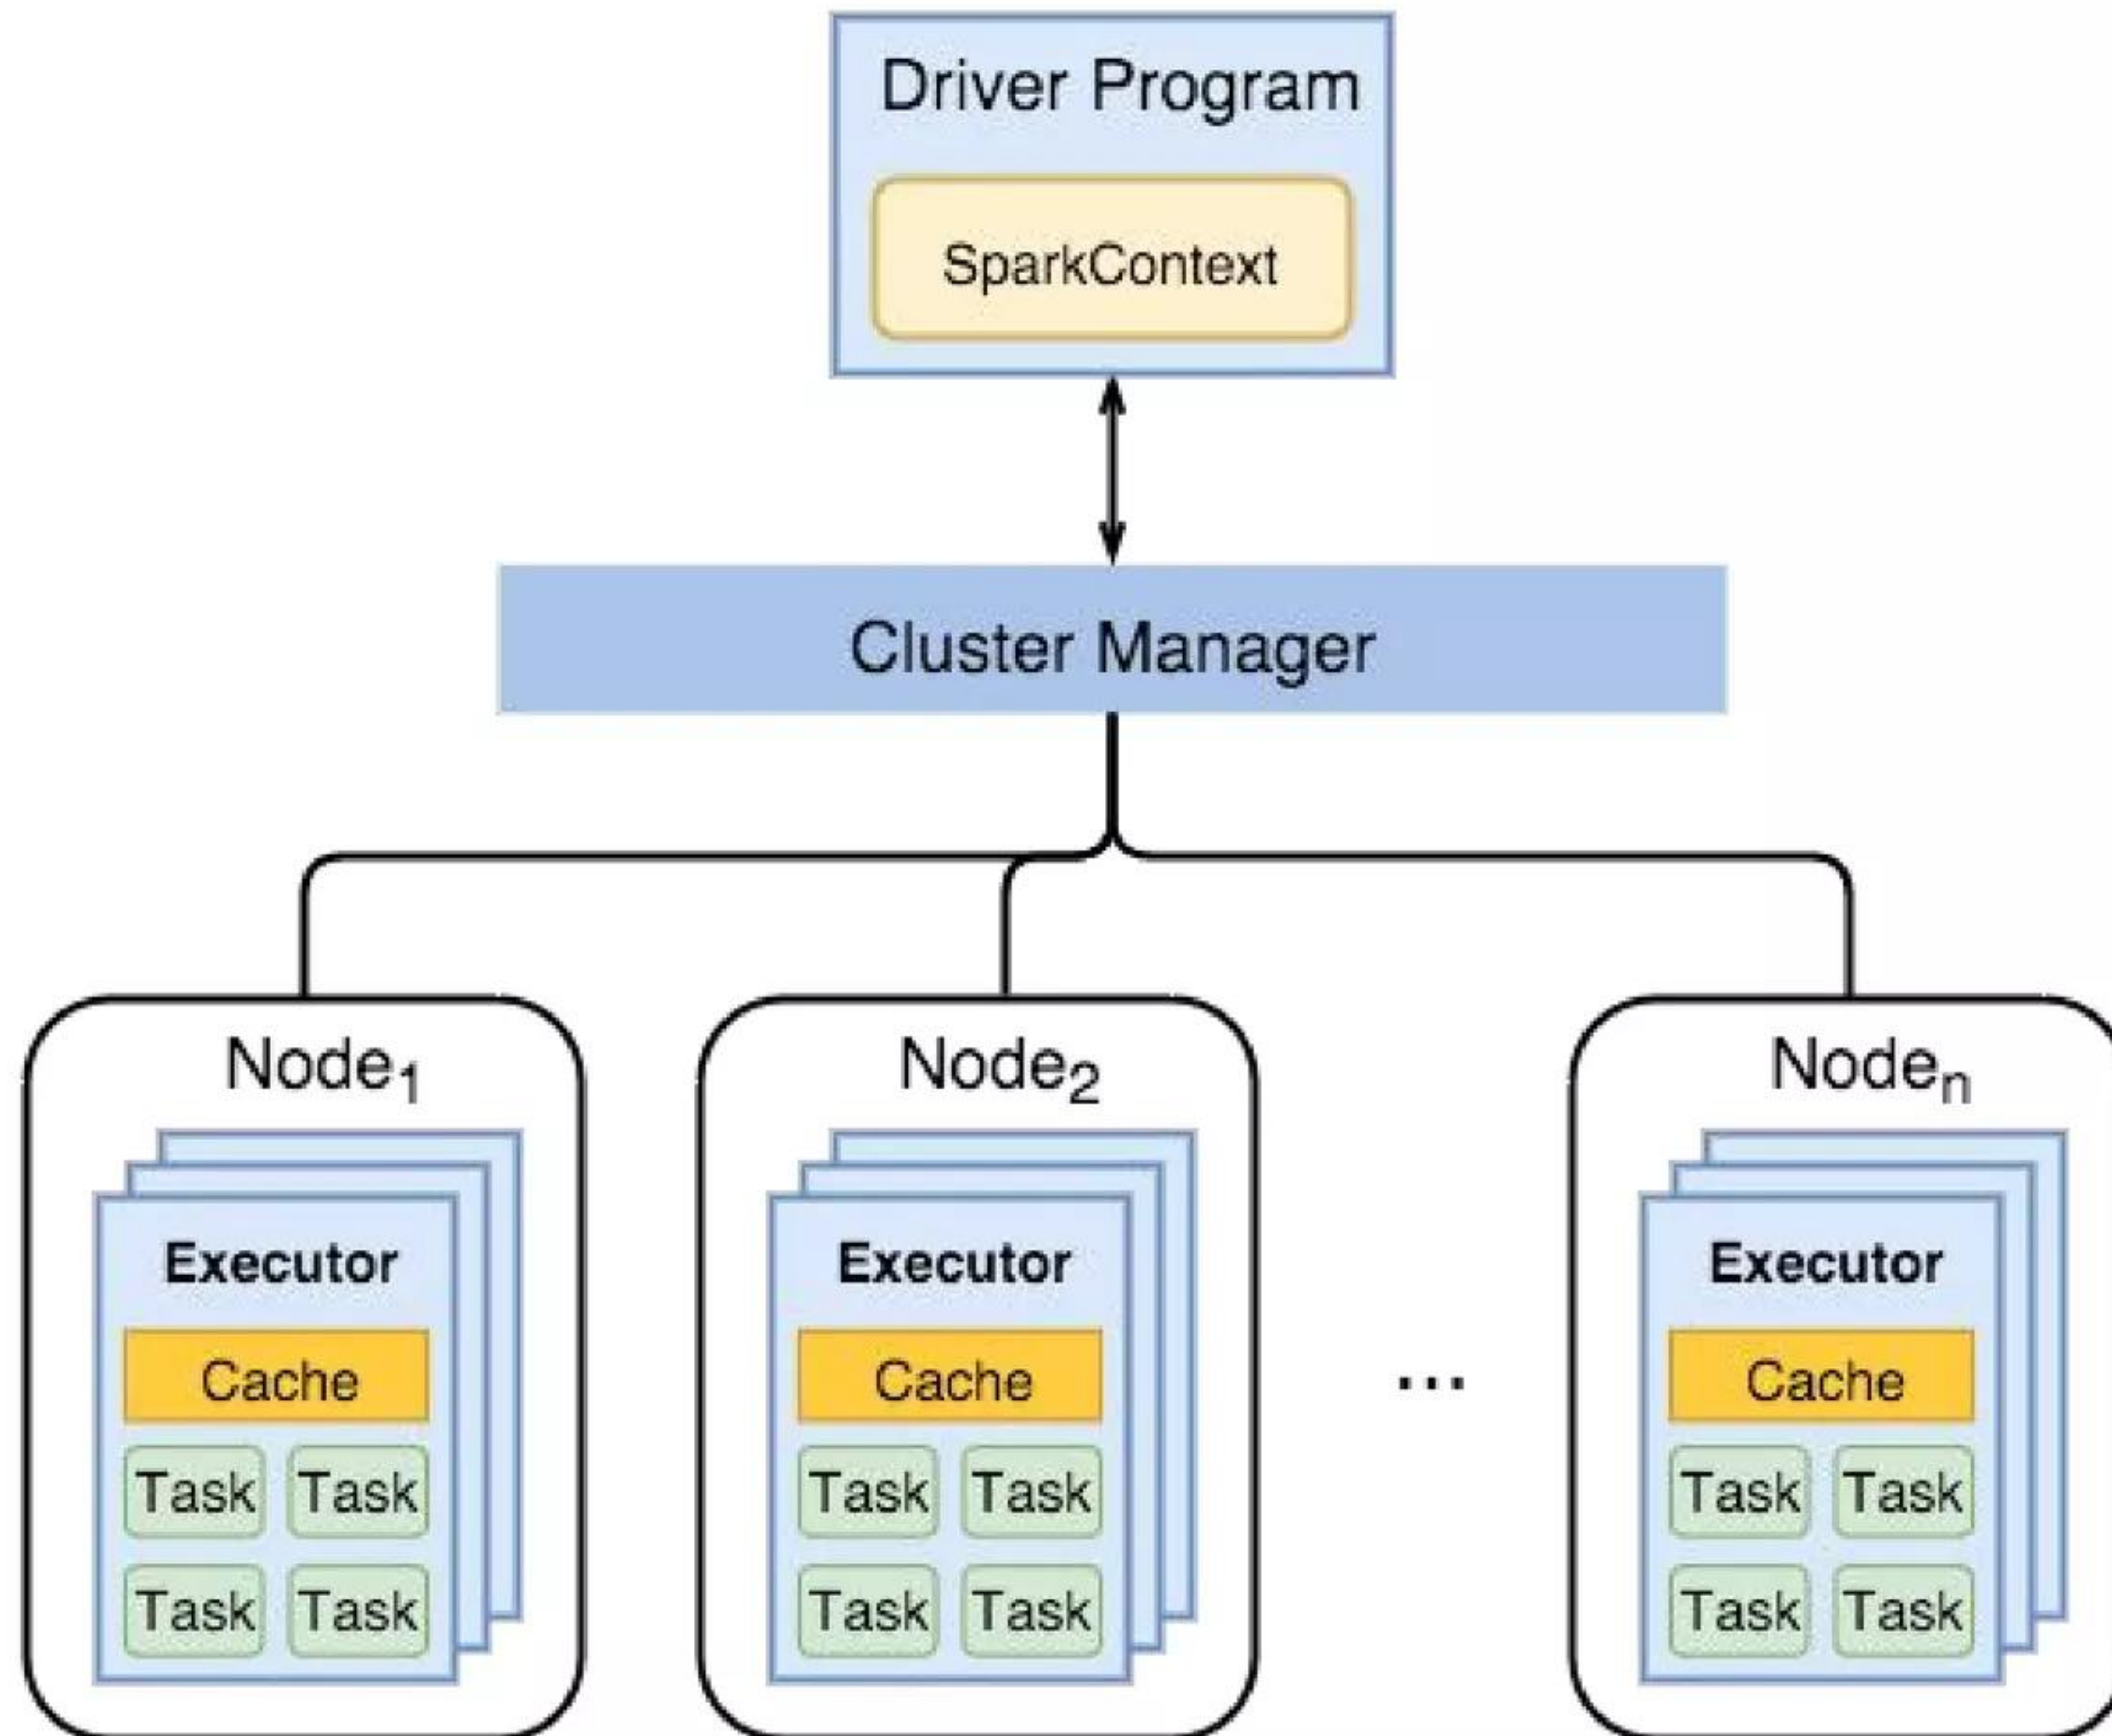 Driver Program
SparkContext
Cluster Manager
Node₁
Executor
Cache
Task Task
Task Task
Node₂
Executor
Cache
Task Task
Task Task
...
Nodeₙ
Executor
Cache
Task Task
Task Task